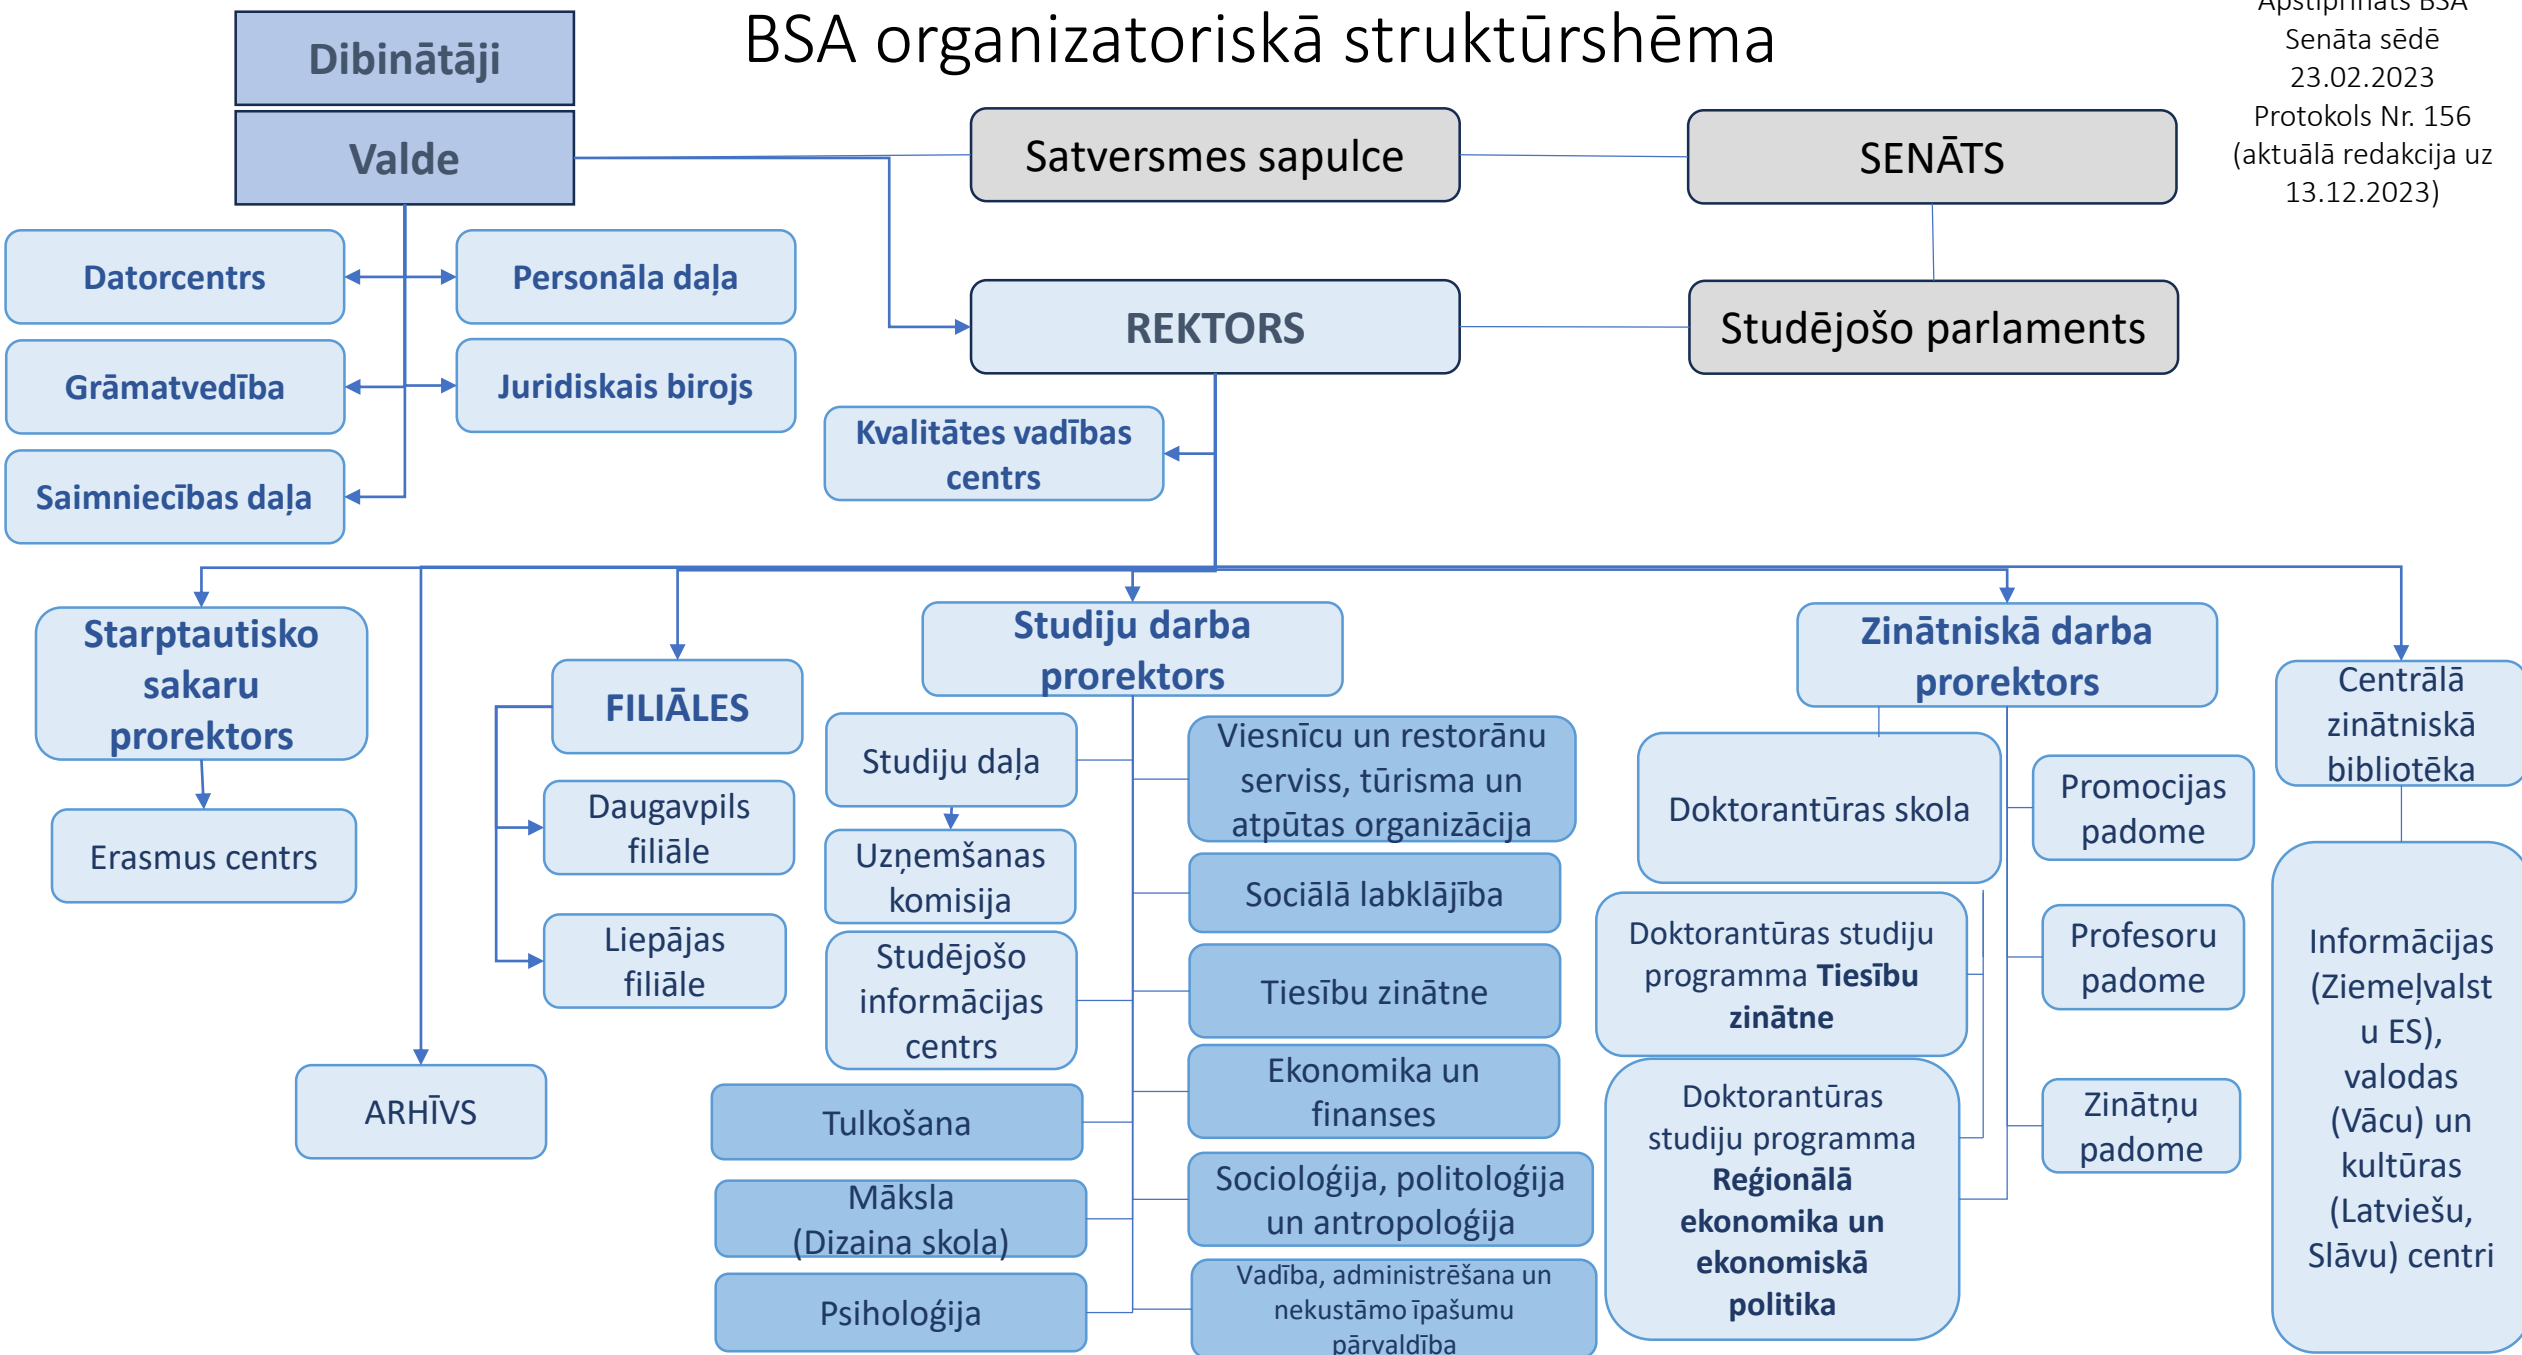 BSA organizatoriskā struktūrshēma
Apstiprināts BSA
Senāta sēdē
23.02.2023
Protokols Nr. 156
(aktuālā redakcija uz
13.12.2023)
Dibinātāji
Valde
Satversmes sapulce
SENĀTS
Datorcentrs
Personāla daļa
REKTORS
Studējošo parlaments
Grāmatvedība
Juridiskais birojs
Kvalitātes vadības
centrs
Saimniecības daļa
Starptautisko
sakaru
prorektors
Erasmus centrs
ARHĪVS
FILIĀLES
Daugavpils
filiāle
Liepājas
filiāle
Studiju darba
prorektors
Studiju daļa
Uzņemšanas
komisija
Studējošo
informācijas
centrs
Tulkošana
Māksla
(Dizaina skola)
Psiholoģija
Viesnīcu un restorānu
serviss, tūrisma un
atpūtas organizācija
Sociālā labklājība
Tiesību zinātne
Ekonomika un
finanses
Socioloģija, politoloģija
un antropoloģija
Vadība, administrēšana un
nekustāmo īpašumu
pārvaldība
Zinātniskā darba
prorektors
Doktorantūras skola
Doktorantūras studiju
programma Tiesību
zinātne
Doktorantūras
studiju programma
Reģionālā
ekonomika un
ekonomiskā
politika
Promocijas
padome
Profesoru
padome
Zinātņu
padome
Centrālā
zinātniskā
bibliotēka
Informācijas
(Ziemeļvalst
u ES),
valodas
(Vācu) un
kultūras
(Latviešu,
Slāvu) centri